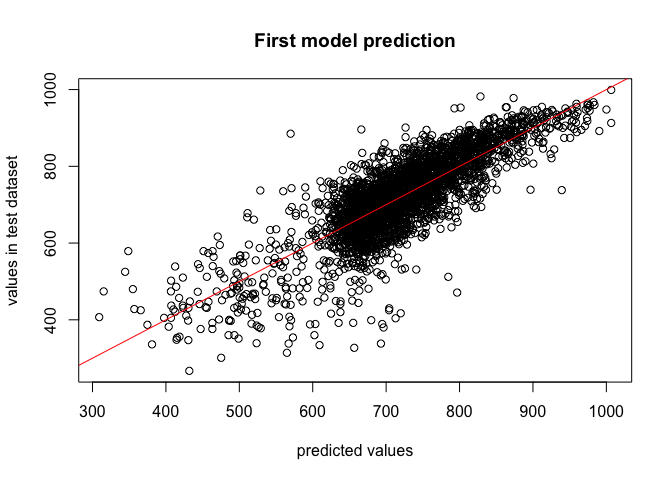 First model prediction
values in test dataset
1000
800
600
400
300 400 500 600 700 800 900 1000
predicted values